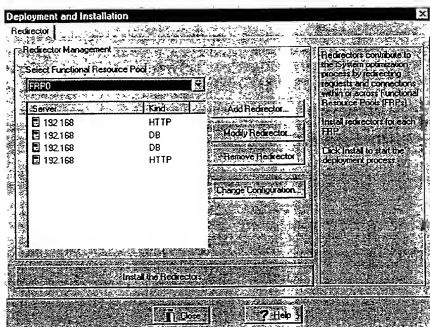 Deployment and Installation
Redirector
Redirector Management
Select Functional Resource Pool
FRP0
Server Kind
192.168 HTTP
192.168 DB
192.168 DB
192.168 HTTP
Add Redirector...
Modify Redirector...
Remove Redirector
Change Configuration...
Install the Redirectors
Redirectors contribute to
the System optimization
process by redirecting
requests and connections
within or across Functional
Resource Pools (FRPs).
Install redirectors for each
FRP.
Click Install to start the
deployment process
Close
? Help